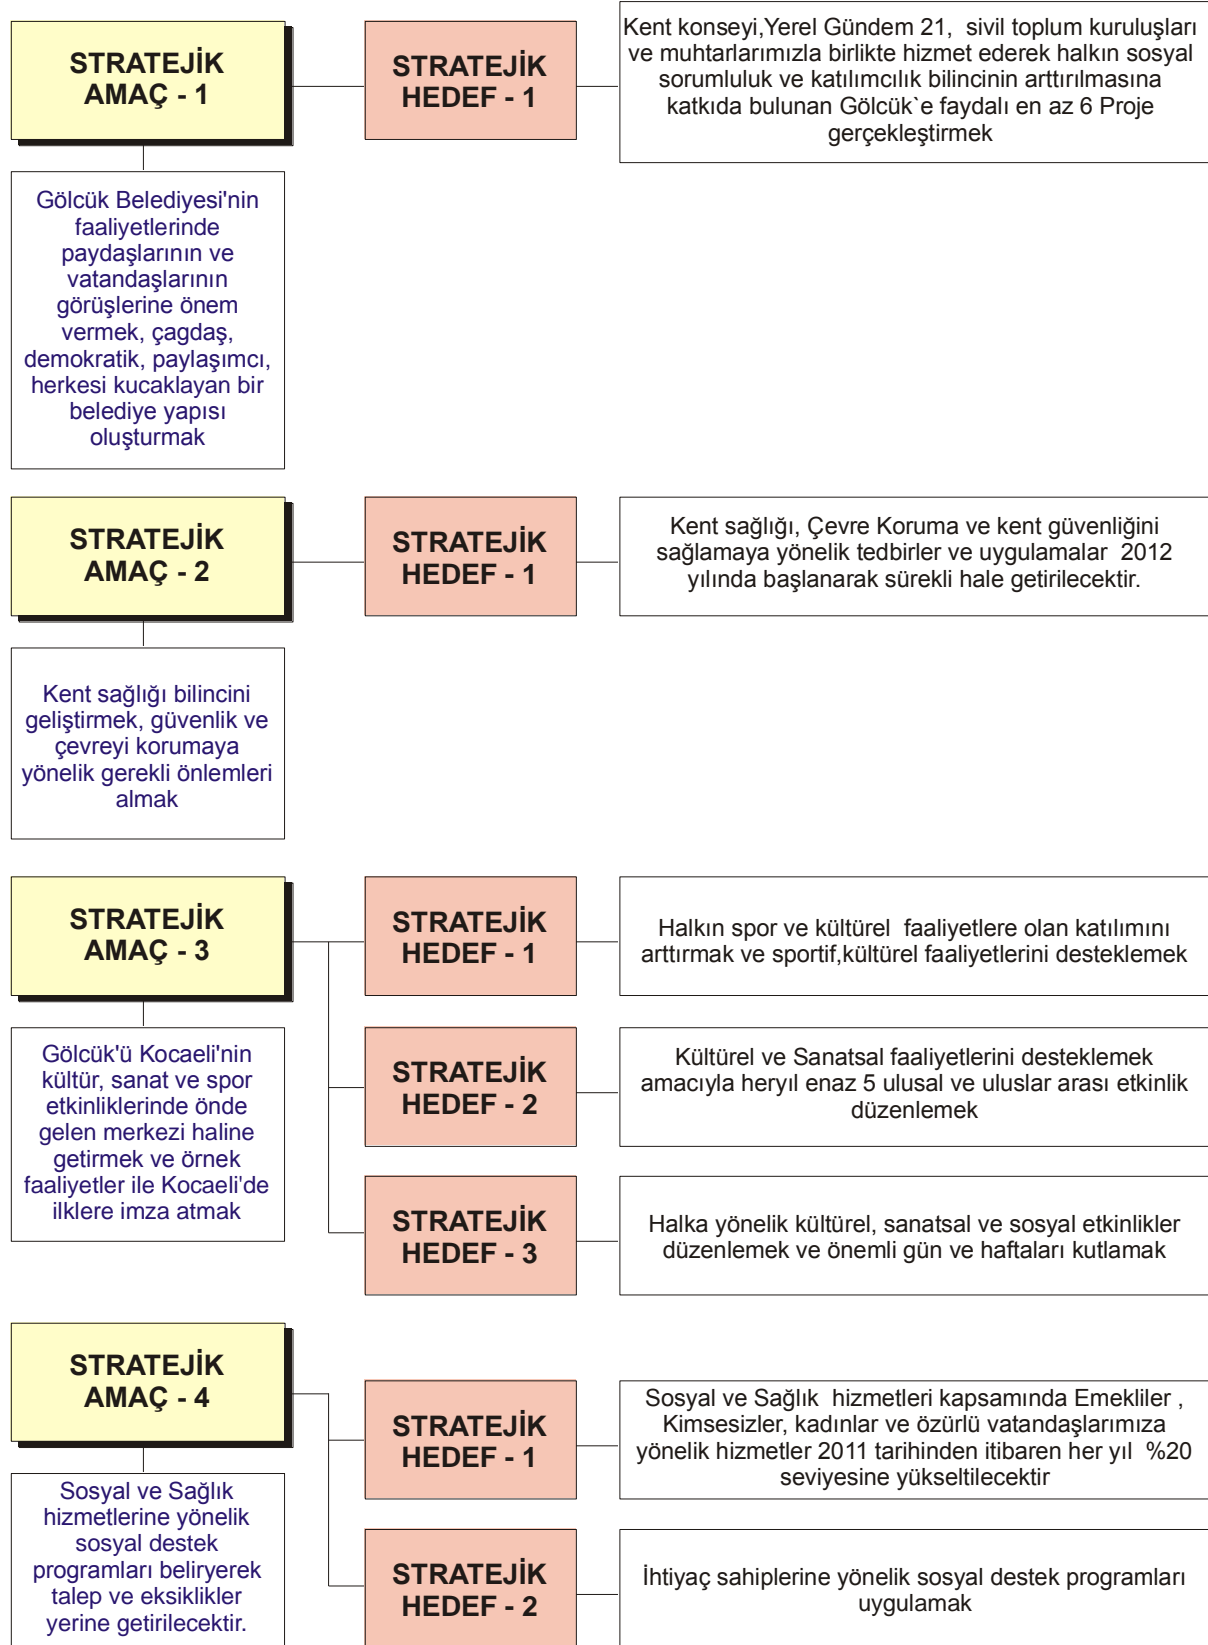 STRATEJİK
AMAÇ - 1
STRATEJİK
HEDEF - 1
Kent konseyi,Yerel Gündem 21,  sivil toplum kuruluşları
ve muhtarlarımızla birlikte hizmet ederek halkın sosyal
sorumluluk ve katılımcılık bilincinin arttırılmasına
katkıda bulunan Gölcük`e faydalı en az 6 Proje
gerçekleştirmek
Gölcük Belediyesi'nin
faaliyetlerinde
paydaşlarının ve
vatandaşlarının
görüşlerine önem
vermek, çagdaş,
demokratik, paylaşımcı,
herkesi kucaklayan bir
belediye yapısı
oluşturmak
STRATEJİK
AMAÇ - 2
STRATEJİK
HEDEF - 1
Kent sağlığı, Çevre Koruma ve kent güvenliğini
sağlamaya yönelik tedbirler ve uygulamalar  2012
yılında başlanarak sürekli hale getirilecektir.
Kent sağlığı bilincini
geliştirmek, güvenlik ve
çevreyi korumaya
yönelik gerekli önlemleri
almak
STRATEJİK
AMAÇ - 3
STRATEJİK
HEDEF - 1
Halkın spor ve kültürel  faaliyetlere olan katılımını
arttırmak ve sportif,kültürel faaliyetlerini desteklemek
Gölcük'ü Kocaeli'nin
kültür, sanat ve spor
etkinliklerinde önde
gelen merkezi haline
getirmek ve örnek
faaliyetler ile Kocaeli'de
ilklere imza atmak
STRATEJİK
HEDEF - 2
Kültürel ve Sanatsal faaliyetlerini desteklemek
amacıyla heryıl enaz 5 ulusal ve uluslar arası etkinlik
düzenlemek
STRATEJİK
HEDEF - 3
Halka yönelik kültürel, sanatsal ve sosyal etkinlikler
düzenlemek ve önemli gün ve haftaları kutlamak
STRATEJİK
AMAÇ - 4
STRATEJİK
HEDEF - 1
Sosyal ve Sağlık  hizmetleri kapsamında Emekliler ,
Kimsesizler, kadınlar ve özürlü vatandaşlarımıza
yönelik hizmetler 2011 tarihinden itibaren her yıl  %20
seviyesine yükseltilecektir
Sosyal ve Sağlık
hizmetlerine yönelik
sosyal destek
programları beliryerek
talep ve eksiklikler
yerine getirilecektir.
STRATEJİK
HEDEF - 2
İhtiyaç sahiplerine yönelik sosyal destek programları
uygulamak